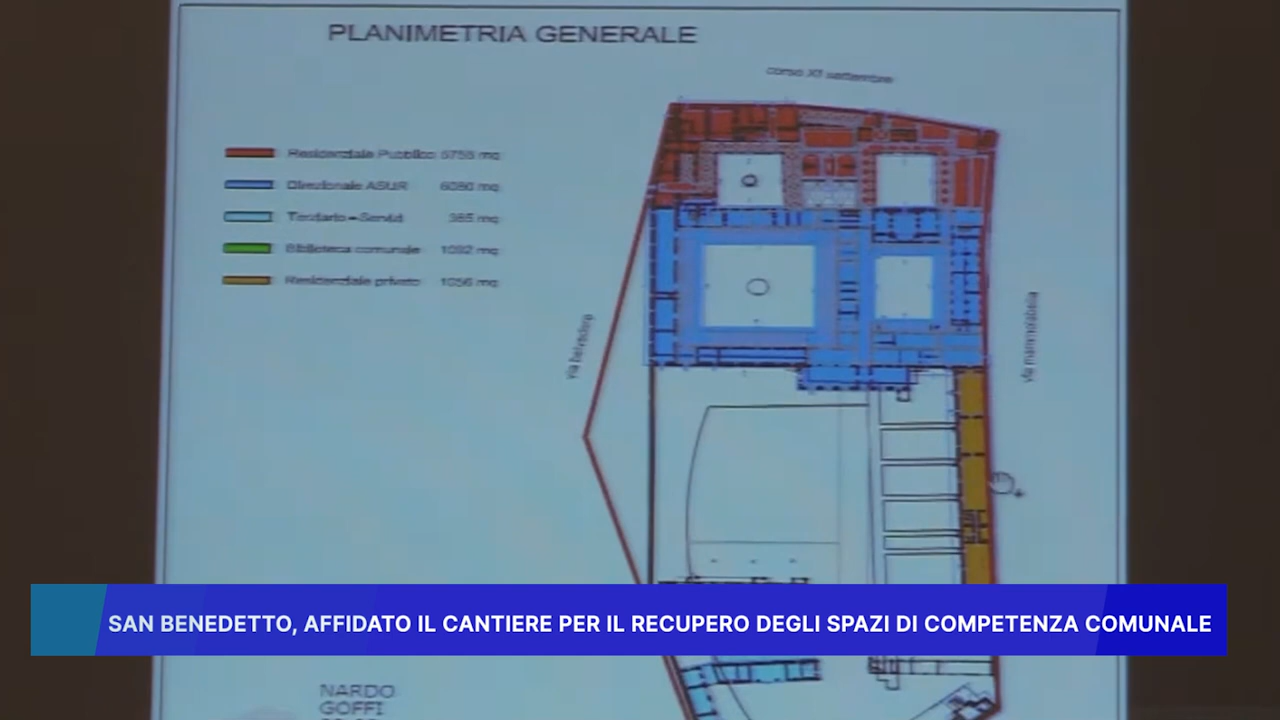 PLANIMETRIA GENERALE
corso XI settembre
Residenziale Pubblico 5755 mq
Direzionale ASUR 6080 mq
Terziario - Servizi 385 mq
Biblioteca comunale 1092 mq
Residenziale privato 1056 mq
via belvedere
via mammolabella
SAN BENEDETTO, AFFIDATO IL CANTIERE PER IL RECUPERO DEGLI SPAZI DI COMPETENZA COMUNALE
NARDO
GOFFI